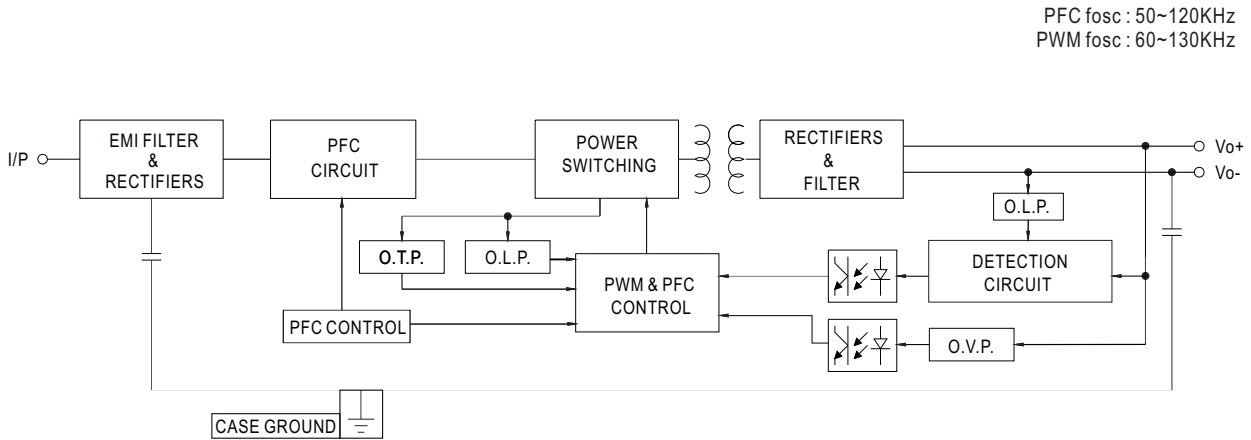 PFC fosc : 50~120KHz
PWM fosc : 60~130KHz
I/P
EMI FILTER
&
RECTIFIERS
PFC
CIRCUIT
POWER
SWITCHING
RECTIFIERS
&
FILTER
Vo+
Vo-
O.L.P.
O.T.P.
O.L.P.
PWM & PFC
CONTROL
DETECTION
CIRCUIT
PFC CONTROL
O.V.P.
CASE GROUND